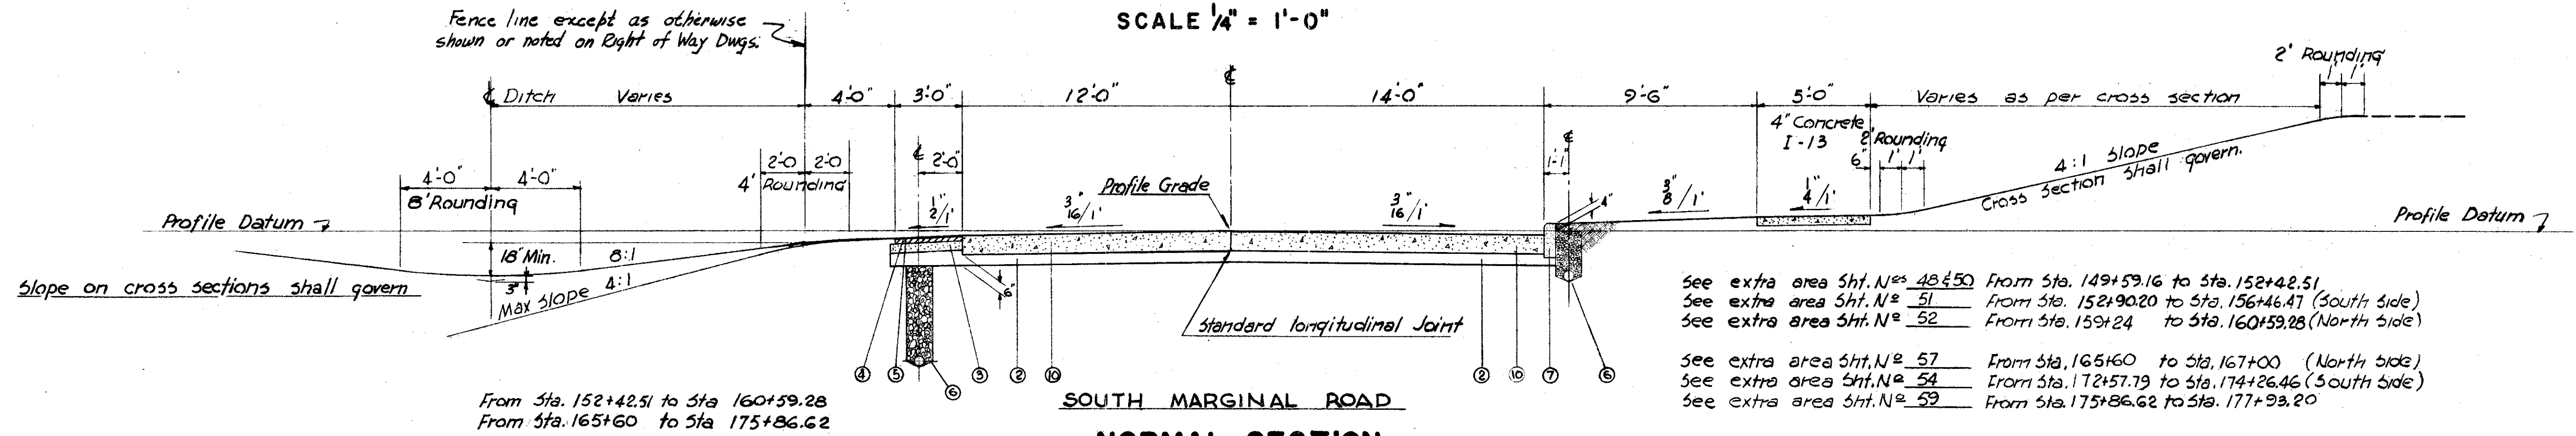 SCALE 1/4" = 1'-0"
Fence line except as otherwise
shown or noted on Right of Way Dwgs.
2' Rounding
1' 1'
℄ ℄ Ditch Varies 4'-0" 3'-0" 12'-0" 14'-0" 9'-6" 5'-0" Varies as per cross section
4" Concrete
I-13
2' Rounding
6" 1' 1'
4:1 Slope
Cross section shall govern.
4'-0" 4'-0"
8' Rounding
2'-0 2'-0
4' Rounding
℄ 2'-0"
Profile Grade
℄
1'-1"
Profile Datum
1"/2/1'
3"/16/1'
3"/16/1'
4"
3"/8/1'
1"/4/1'
Profile Datum
18" Min.
8:1
3"
Max slope 4:1
Slope on cross sections shall govern
6"
Standard longitudinal Joint
④ ⑤ ⑥ ③ ② ⑩ ② ⑩ ⑦ ⑥
See extra area Sht. Nos 48 & 50 From Sta. 149+59.16 to Sta. 152+42.51
See extra area Sht. Nº 51 From Sta. 152+90.20 to Sta. 156+46.47 (South Side)
See extra area Sht. Nº 52 From Sta. 159+24 to Sta. 160+59.28 (North Side)
See extra area Sht. Nº 57 From Sta. 165+60 to Sta. 167+00 (North Side)
See extra area Sht. Nº 54 From Sta. 172+57.79 to Sta. 174+26.46 (South Side)
See extra area Sht. Nº 59 From Sta. 175+86.62 to Sta. 177+93.20
From Sta. 152+42.51 to Sta 160+59.28
From Sta. 165+60 to Sta 175+86.62
SOUTH MARGINAL ROAD
NORMAL SECTION